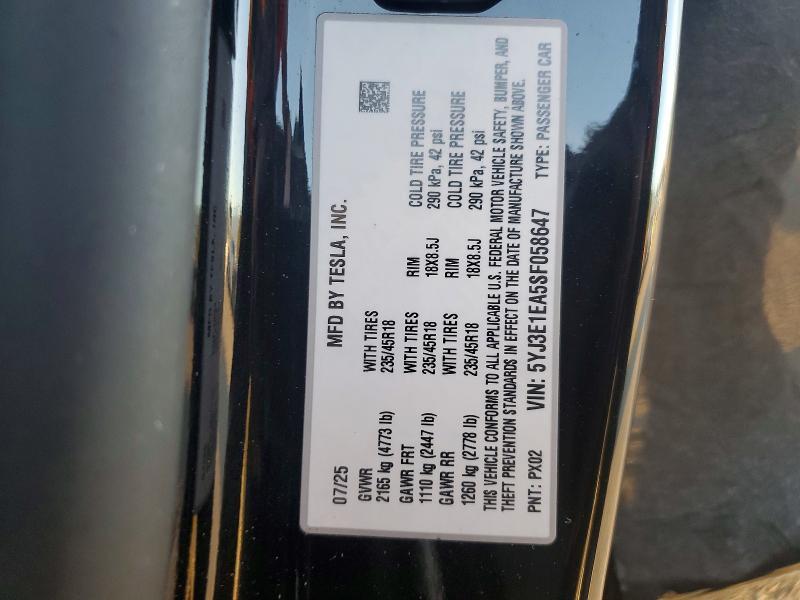 07/25 MFD BY TESLA, INC.
GVWR WITH TIRES RIM COLD TIRE PRESSURE
2165 kg (4773 lb) 235/45R18
GAWR FRT WITH TIRES RIM COLD TIRE PRESSURE
1110 kg (2447 lb) 235/45R18 18X8.5J 290 kPa, 42 psi
GAWR RR WITH TIRES RIM COLD TIRE PRESSURE
1260 kg (2778 lb) 235/45R18 18X8.5J 290 kPa, 42 psi
THIS VEHICLE CONFORMS TO ALL APPLICABLE U.S. FEDERAL MOTOR VEHICLE SAFETY, BUMPER, AND
THEFT PREVENTION STANDARDS IN EFFECT ON THE DATE OF MANUFACTURE SHOWN ABOVE.
PNT: PX02 VIN: 5YJ3E1EA5SF058647 TYPE: PASSENGER CAR